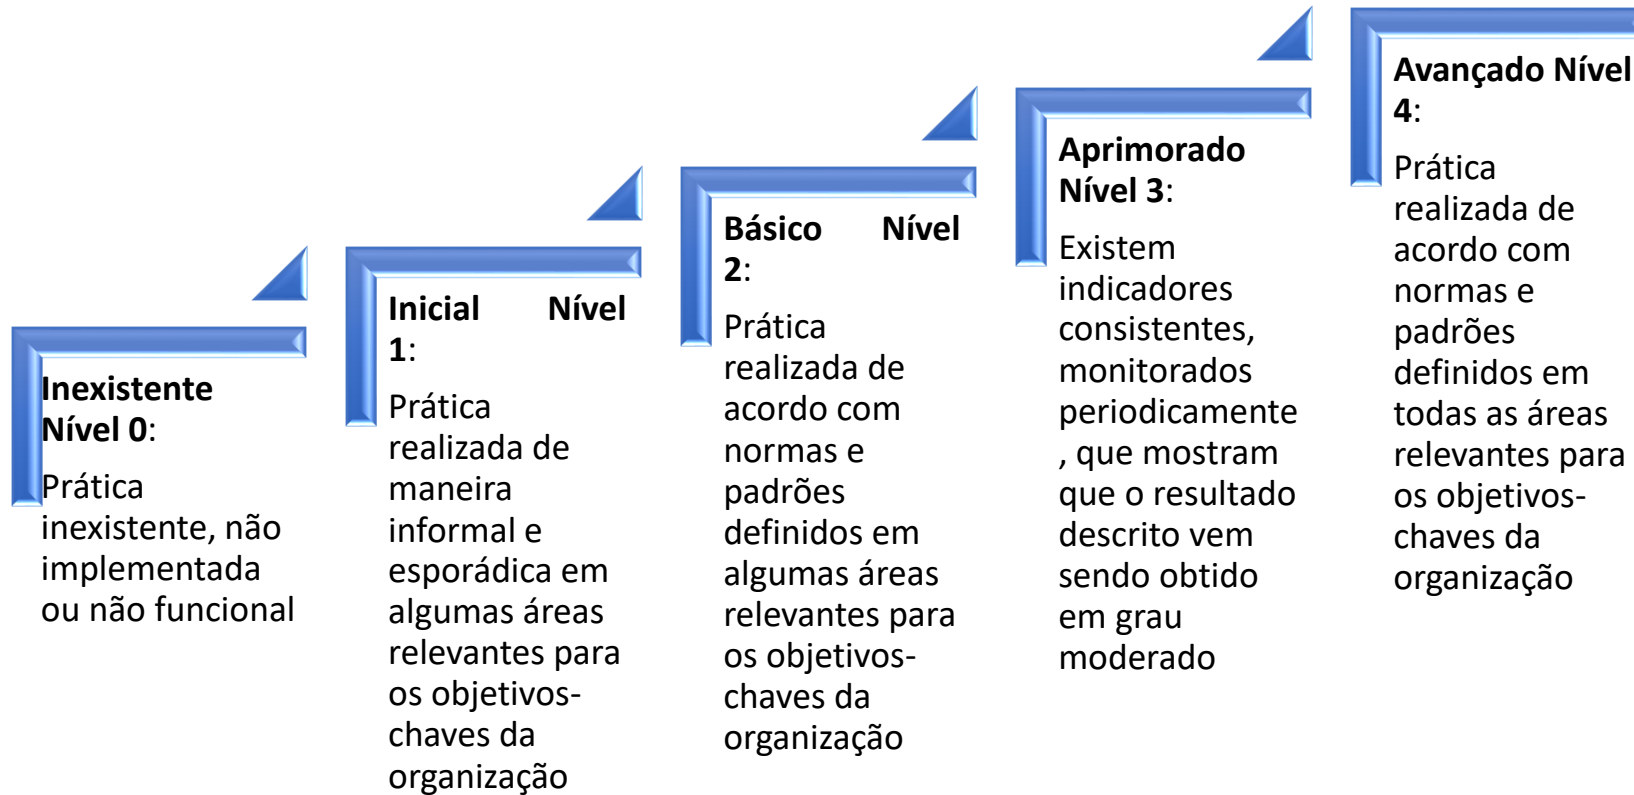 Inexistente
Nível 0:
Prática
inexistente, não
implementada
ou não funcional
Inicial Nível
1:
Prática
realizada de
maneira
informal e
esporádica em
algumas áreas
relevantes para
os objetivos-
chaves da
organização
Básico Nível
2:
Prática
realizada de
acordo com
normas e
padrões
definidos em
algumas áreas
relevantes para
os objetivos-
chaves da
organização
Aprimorado
Nível 3:
Existem
indicadores
consistentes,
monitorados
periodicamente
, que mostram
que o resultado
descrito vem
sendo obtido
em grau
moderado
Avançado Nível
4:
Prática
realizada de
acordo com
normas e
padrões
definidos em
todas as áreas
relevantes para
os objetivos-
chaves da
organização